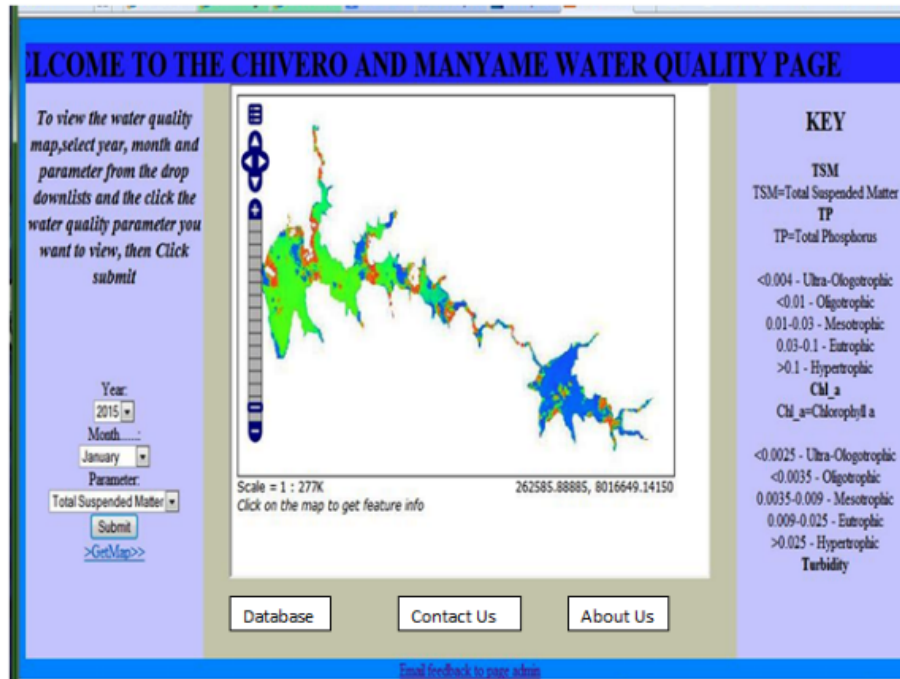 ELCOME TO THE CHIVERO AND MANYAME WATER QUALITY PAGE
To view the water quality
map,select year, month and
parameter from the drop
downlists and the click the
water quality parameter you
want to view, then Click
submit
Year:
2015
Month.....:
January
Parameter:
Total Suspended Matter
Submit
>GetMap>>
Scale = 1 : 277K
262585.88885, 8016649.14150
Click on the map to get feature info
Database
Contact Us
About Us
KEY
TSM
TSM=Total Suspended Matter
TP
TP=Total Phosphorus
<0.004 - Ultra-Ologotrophic
<0.01 - Oligotrophic
0.01-0.03 - Mesotrophic
0.03-0.1 - Eutrophic
>0.1 - Hypertrophic
Chl_a
Chl_a=Chlorophyll a
<0.0025 - Ultra-Ologotrophic
<0.0035 - Oligotrophic
0.0035-0.009 - Mesotrophic
0.009-0.025 - Eutrophic
>0.025 - Hypertrophic
Turbidity
Email feedback to page admin